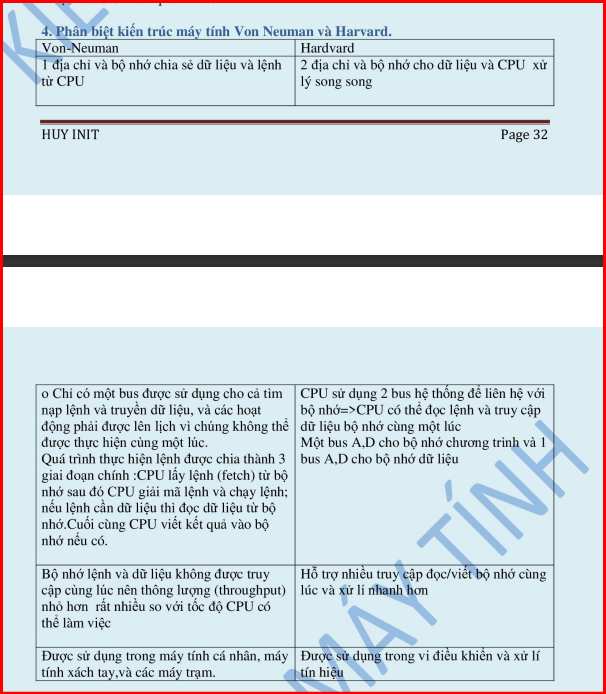 4. Phân biệt kiến trúc máy tính Von Neuman và Harvard.
Von-Neuman
Hardvard
1 địa chỉ và bộ nhớ chia sẻ dữ liệu và lệnh
từ CPU
2 địa chỉ và bộ nhớ cho dữ liệu và CPU xử
lý song song
HUY INIT
Page 32
o Chỉ có một bus được sử dụng cho cả tìm
nạp lệnh và truyền dữ liệu, và các hoạt
động phải được lên lịch vì chúng không thể
được thực hiện cùng một lúc.
Quá trình thực hiện lệnh được chia thành 3
giai đoạn chính :CPU lấy lệnh (fetch) từ bộ
nhớ sau đó CPU giải mã lệnh và chạy lệnh;
nếu lệnh cần dữ liệu thì đọc dữ liệu từ bộ
nhớ.Cuối cùng CPU viết kết quả vào bộ
nhớ nếu có.
CPU sử dụng 2 bus hệ thống để liên hệ với
bộ nhớ=>CPU có thể đọc lệnh và truy cập
dữ liệu bộ nhớ cùng một lúc
Một bus A,D cho bộ nhớ chương trình và 1
bus A,D cho bộ nhớ dữ liệu
Bộ nhớ lệnh và dữ liệu không được truy
cập cùng lúc nên thông lượng (throughput)
nhỏ hơn rất nhiều so với tốc độ CPU có
thể làm việc
Hỗ trợ nhiều truy cập đọc/viết bộ nhớ cùng
lúc và xử lí nhanh hơn
Được sử dụng trong máy tính cá nhân, máy
tính xách tay,và các máy trạm.
Được sử dụng trong vi điều khiển và xử lí
tín hiệu
MÁY TÍNH